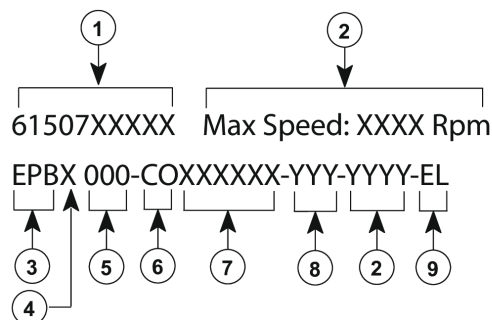 1 2
61507XXXXX Max Speed: XXXX Rpm
EPBX 000-COXXXXXX-YYY-YYYY-EL
3 5 6 7 8 2 9
4